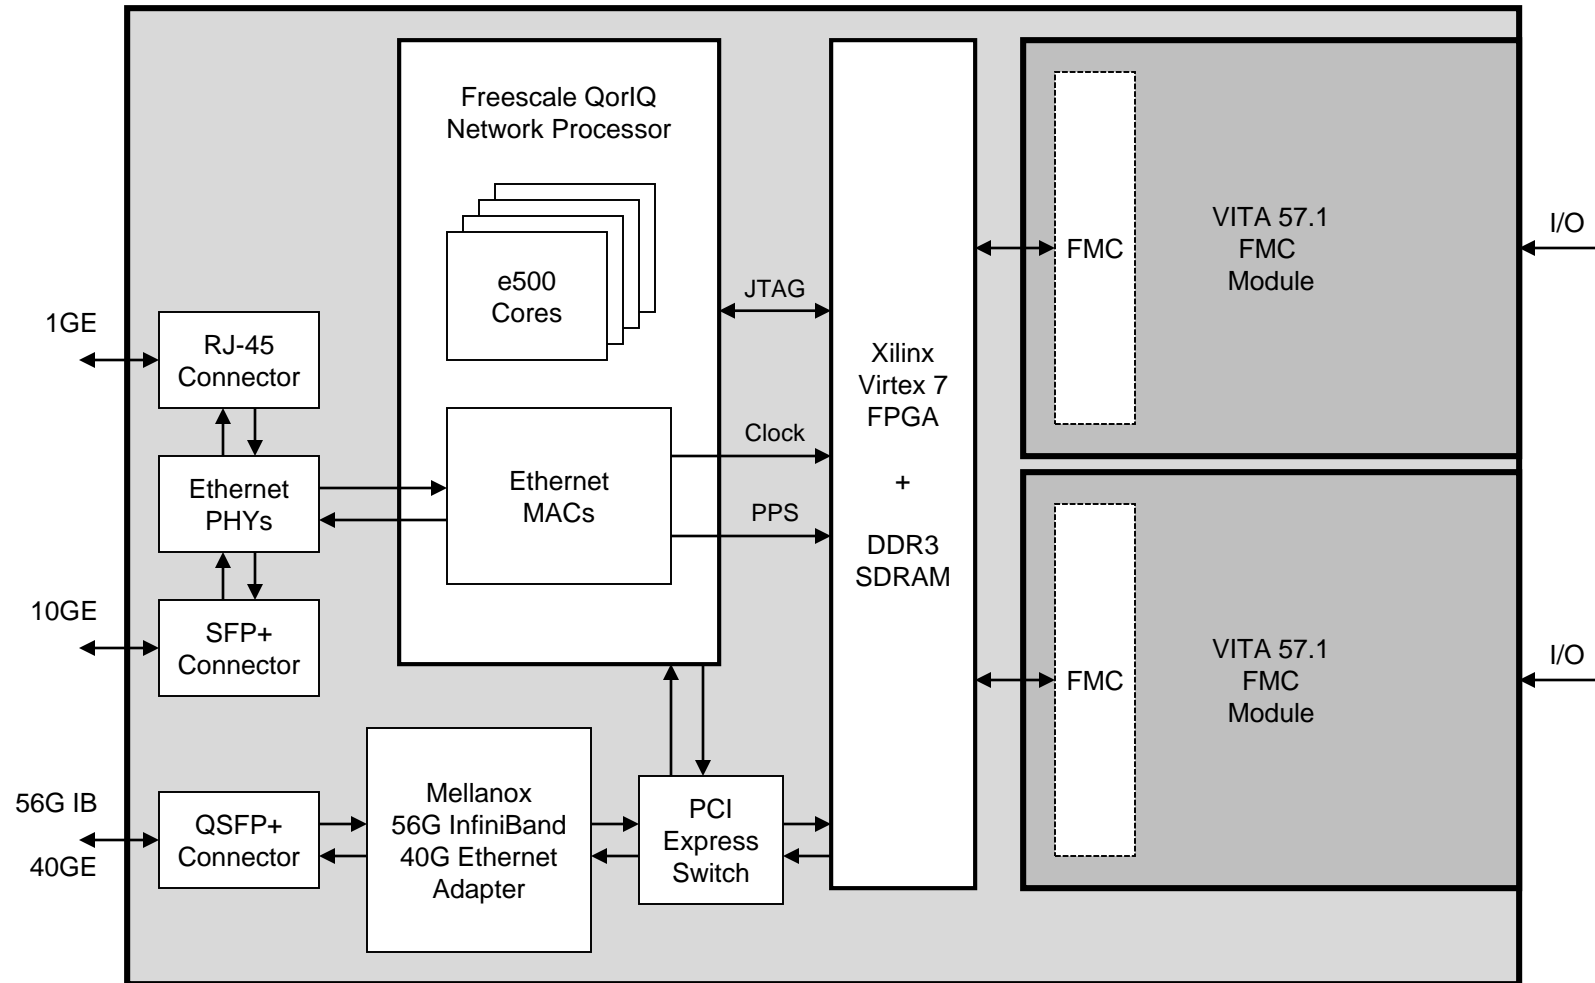 Freescale QorIQ
Network Processor
e500
Cores
1GE
RJ-45
Connector
Ethernet
PHYs
10GE
SFP+
Connector
Ethernet
MACs
JTAG
Clock
PPS
Xilinx
Virtex 7
FPGA
+
DDR3
SDRAM
FMC
VITA 57.1
FMC
Module
I/O
FMC
VITA 57.1
FMC
Module
I/O
56G IB
40GE
QSFP+
Connector
Mellanox
56G InfiniBand
40G Ethernet
Adapter
PCI
Express
Switch